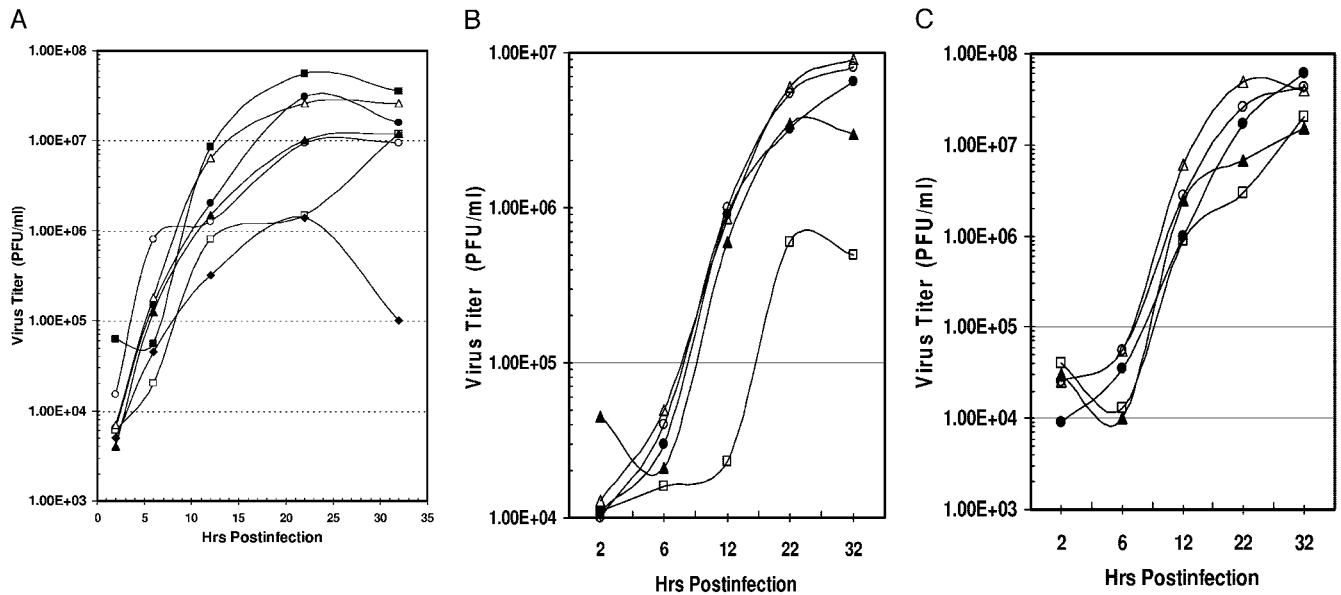 A
1.00E+08
1.00E+07
1.00E+06
1.00E+05
1.00E+04
1.00E+03
Virus Titer (PFU/ml)
0 5 10 15 20 25 30 35
Hrs Postinfection
B
1.00E+07
1.00E+06
1.00E+05
1.00E+04
Virus Titer (PFU/ml)
2 6 12 22 32
Hrs Postinfection
C
1.00E+08
1.00E+07
1.00E+06
1.00E+05
1.00E+04
1.00E+03
Virus Titer (PFU/ml)
2 6 12 22 32
Hrs Postinfection